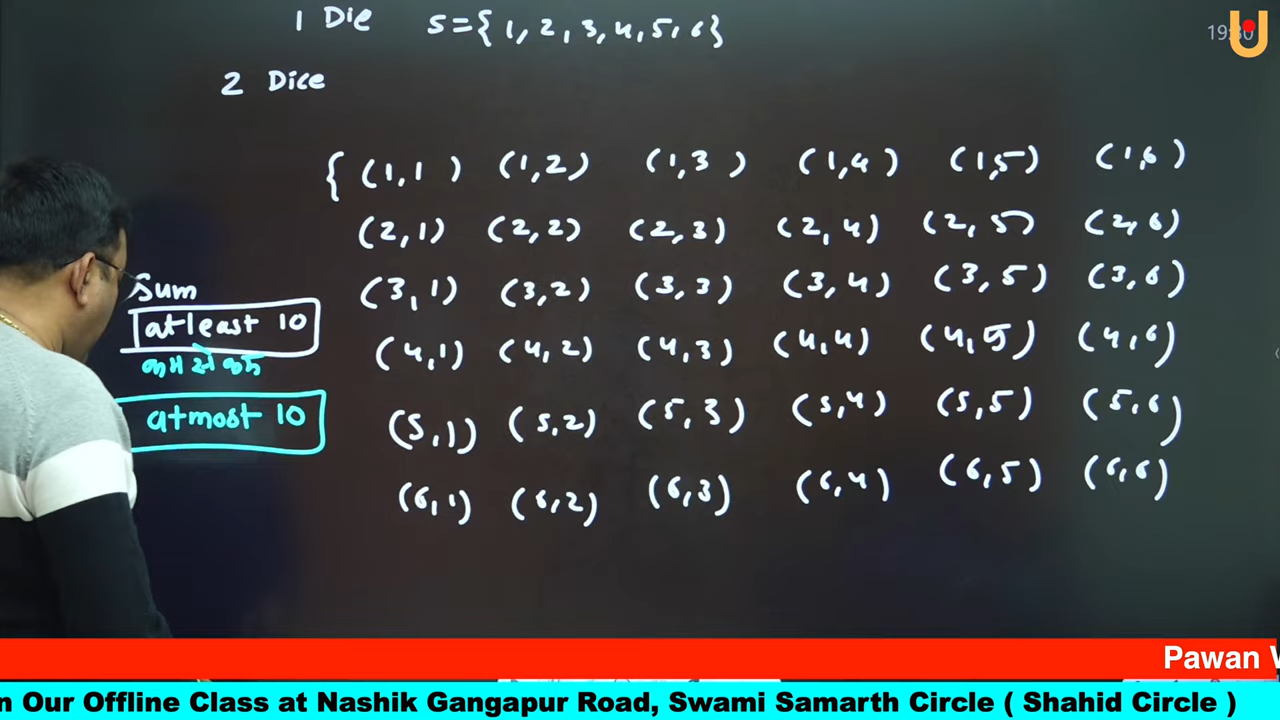 1 Die S={1,2,3,4,5,6}
2 Dice
{ (1,1) (1,2) (1,3) (1,4) (1,5) (1,6)
(2,1) (2,2) (2,3) (2,4) (2,5) (2,6)
(3,1) (3,2) (3,3) (3,4) (3,5) (3,6)
(4,1) (4,2) (4,3) (4,4) (4,5) (4,6)
(5,1) (5,2) (5,3) (5,4) (5,5) (5,6)
(6,1) (6,2) (6,3) (6,4) (6,5) (6,6)
Sum
atleast 10
कम से कम
atmost 10
Pawan W
n Our Offline Class at Nashik Gangapur Road, Swami Samarth Circle ( Shahid Circle )